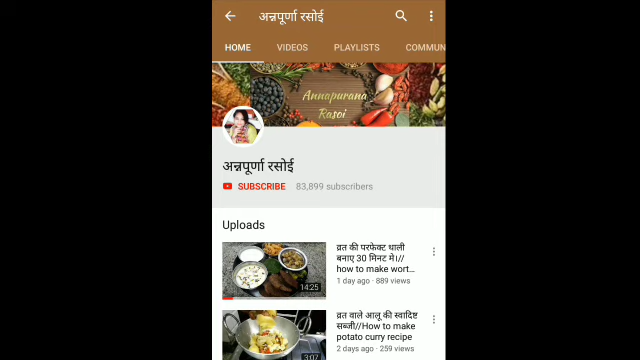 अन्नपूर्णा रसोई
HOME VIDEOS PLAYLISTS COMMUN
Annapurana
Rasoi
अन्नपूर्णा रसोई
SUBSCRIBE 83,899 subscribers
Uploads
व्रत की परफेक्ट थाली
बनाए 30 मिनट मे।//
how to make wort...
1 day ago · 889 views
14:25
व्रत वाले आलू की स्वादिष्ट
सब्जी//How to make
potato curry recipe
2 days ago · 259 views
3:07